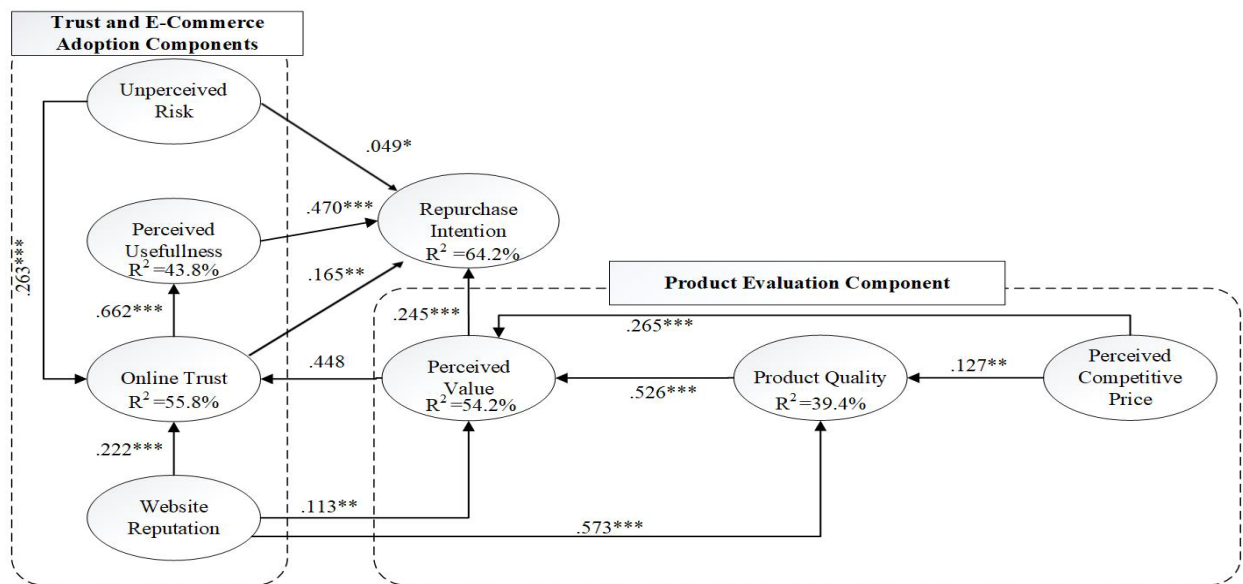 Trust and E-Commerce
Adoption Components
Unperceived
Risk
.049*
.470***
Repurchase
Intention
R² =64.2%
Perceived
Usefullness
R² =43.8%
.263***
.165**
Product Evaluation Component
.662***
.245***
.265***
Online Trust
R² =55.8%
.448
Perceived
Value
R² =54.2%
.526***
Product Quality
R² =39.4%
.127**
Perceived
Competitive
Price
.222***
Website
Reputation
.113**
.573***